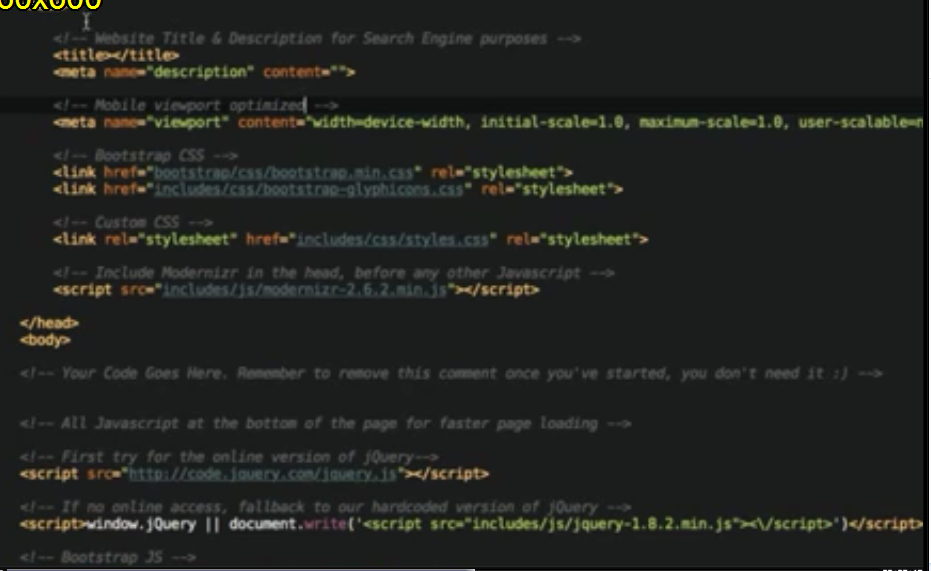 <!-- Website Title & Description for Search Engine purposes -->
<title></title>
<meta name="description" content="">
<!-- Mobile viewport optimized -->
<meta name="viewport" content="width=device-width, initial-scale=1.0, maximum-scale=1.0, user-scalable=n
<!-- Bootstrap CSS -->
<link href="bootstrap/css/bootstrap.min.css" rel="stylesheet">
<link href="includes/css/bootstrap-glyphicons.css" rel="stylesheet">
<!-- Custom CSS -->
<link rel="stylesheet" href="includes/css/styles.css" rel="stylesheet">
<!-- Include Modernizr in the head, before any other Javascript -->
<script src="includes/js/modernizr-2.6.2.min.js"></script>
</head>
<body>
<!-- Your Code Goes Here. Remember to remove this comment once you've started, you don't need it :) -->
<!-- All Javascript at the bottom of the page for faster page loading -->
<!-- First try for the online version of jQuery-->
<script src="http://code.jquery.com/jquery.js"></script>
<!-- If no online access, fallback to our hardcoded version of jQuery -->
<script>window.jQuery || document.write('<script src="includes/js/jquery-1.8.2.min.js"><\/script>')</script>
<!-- Bootstrap JS -->